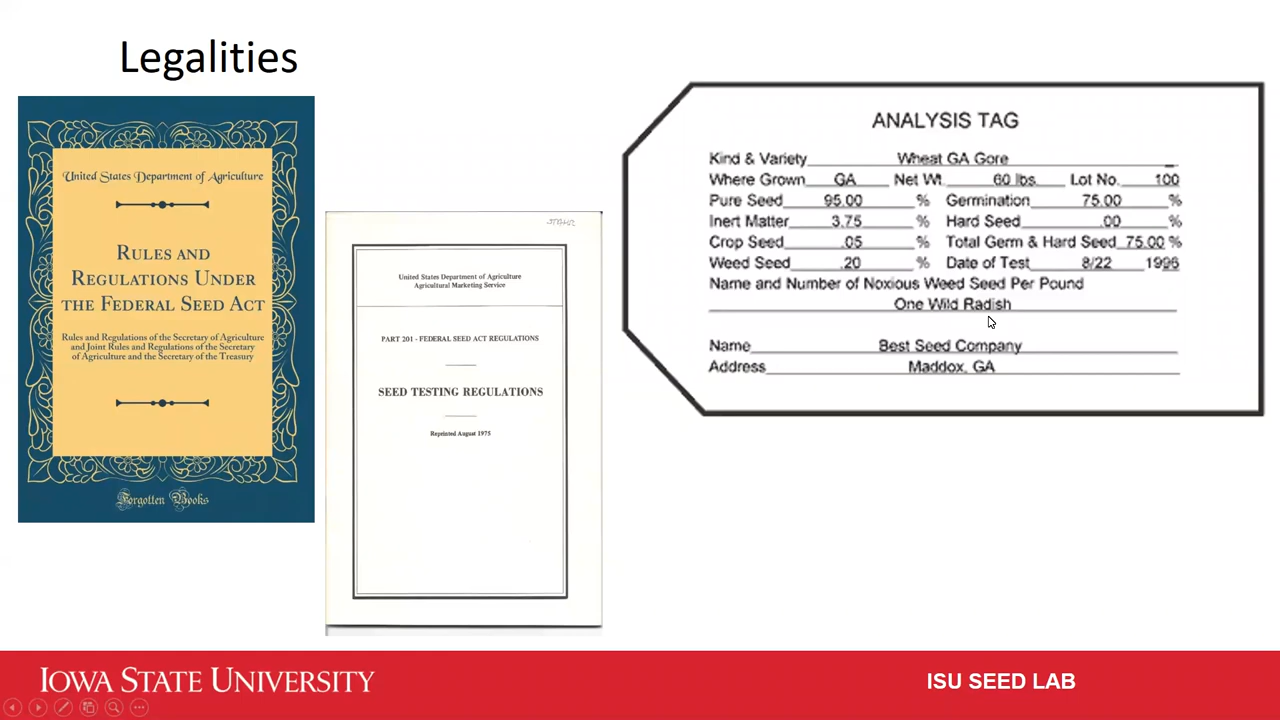 Legalities
United States Department of Agriculture
RULES AND
REGULATIONS UNDER
THE FEDERAL SEED ACT
Rules and Regulations of the Secretary of Agriculture
and Joint Rules and Regulations of the Secretary
of Agriculture and the Secretary of the Treasury
Forgotten Books
United States Department of Agriculture
Agricultural Marketing Service
PART 201 - FEDERAL SEED ACT REGULATIONS
SEED TESTING REGULATIONS
Reprinted August 1975
ANALYSIS TAG
Kind & Variety Wheat GA Gore
Where Grown GA Net Wt. 60 lbs. Lot No. 100
Pure Seed 95.00 % Germination 75.00 %
Inert Matter 3.75 % Hard Seed .00 %
Crop Seed .05 % Total Germ & Hard Seed 75.00 %
Weed Seed .20 % Date of Test 8/22 1996
Name and Number of Noxious Weed Seed Per Pound
One Wild Radish
Name Best Seed Company
Address Maddox, GA
IOWA STATE UNIVERSITY
ISU SEED LAB